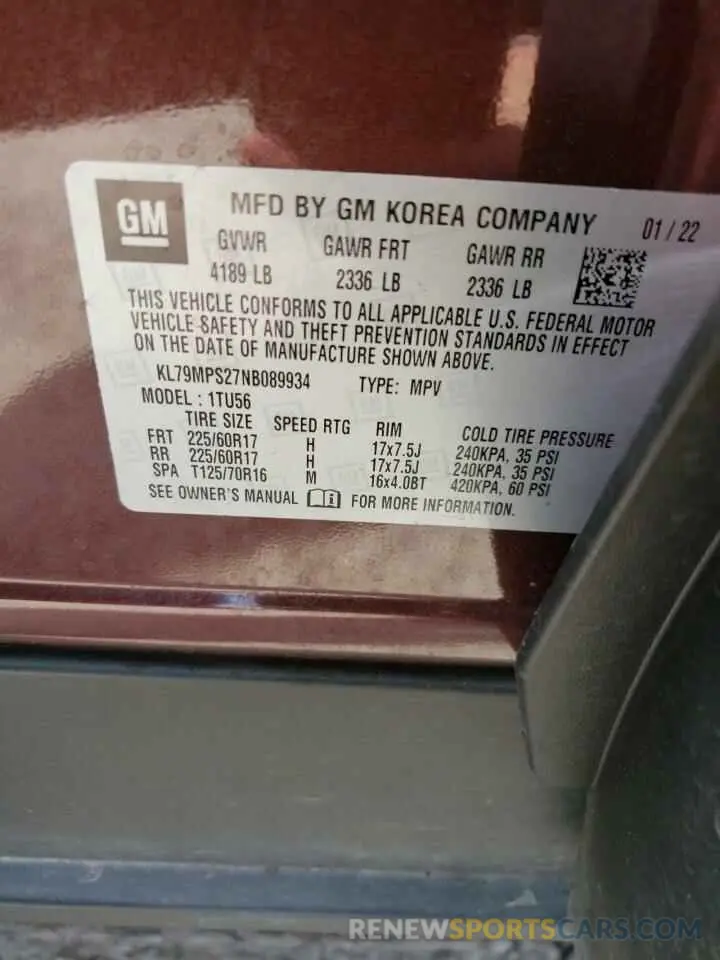 GM
MFD BY GM KOREA COMPANY 01/22
GVWR GAWR FRT GAWR RR
4189 LB 2336 LB 2336 LB
THIS VEHICLE CONFORMS TO ALL APPLICABLE U.S. FEDERAL MOTOR
VEHICLE SAFETY AND THEFT PREVENTION STANDARDS IN EFFECT
ON THE DATE OF MANUFACTURE SHOWN ABOVE.
KL79MPS27NB089934 TYPE: MPV
MODEL: 1TU56
TIRE SIZE SPEED RTG RIM COLD TIRE PRESSURE
FRT 225/60R17 H 17x7.5J 240KPA, 35 PSI
RR 225/60R17 H 17x7.5J 240KPA, 35 PSI
SPA T125/70R16 M 16x4.0BT 420KPA, 60 PSI
SEE OWNER'S MANUAL FOR MORE INFORMATION.
RENEWSPORTSCARS.COM